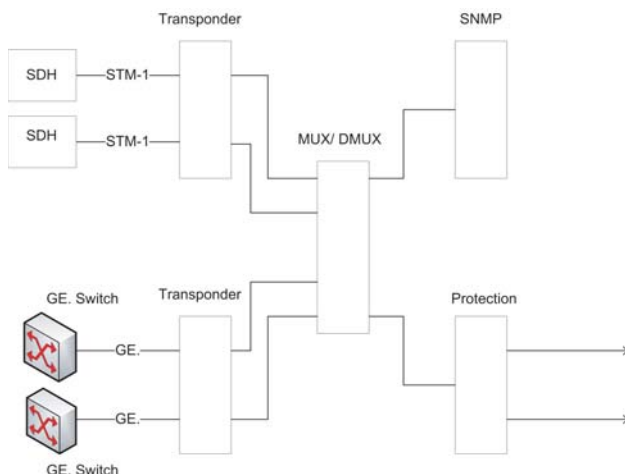 Transponder
SNMP
SDH
STM-1
SDH
STM-1
MUX/ DMUX
GE. Switch
Transponder
Protection
GE.
GE.
GE. Switch